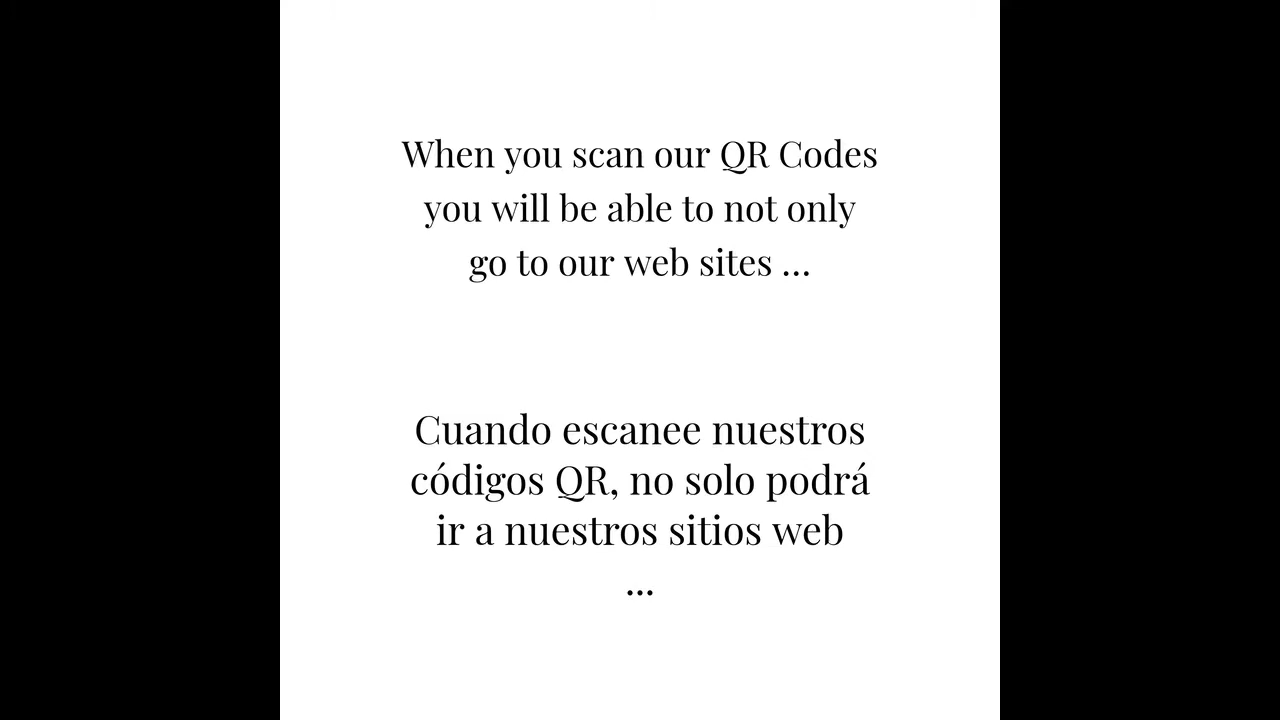 When you scan our QR Codes
you will be able to not only
go to our web sites ...
Cuando escanee nuestros
códigos QR, no solo podrá
ir a nuestros sitios web
...